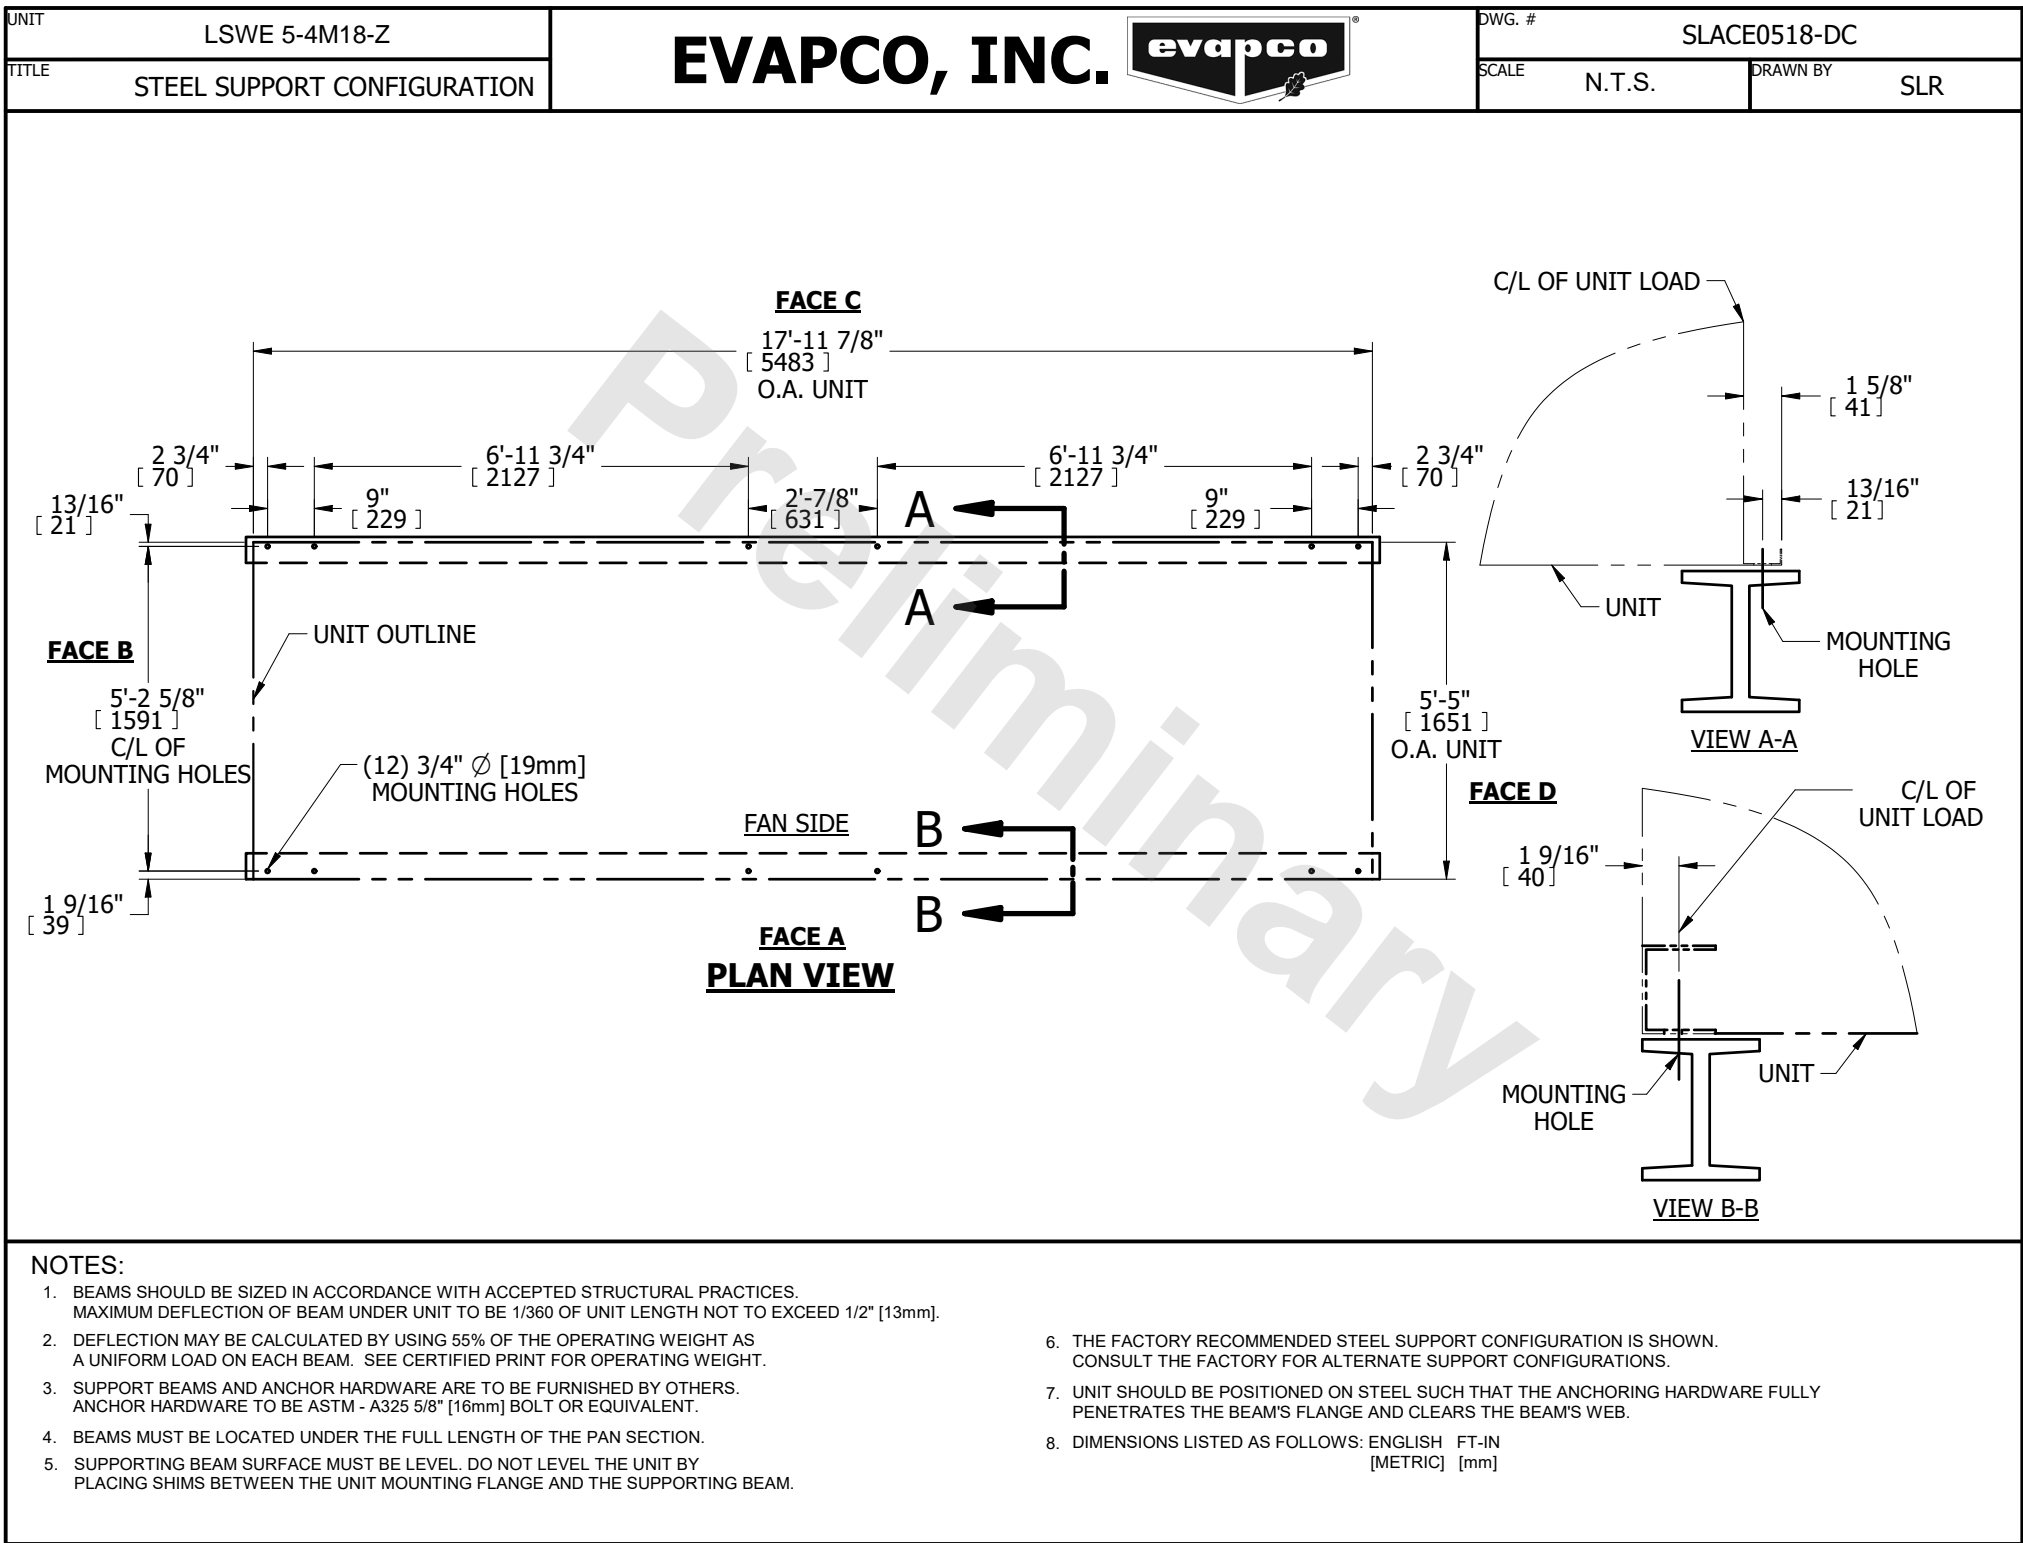 UNIT
LSWE 5-4M18-Z
TITLE
STEEL SUPPORT CONFIGURATION
EVAPCO, INC.
evapco
®
DWG. #
SLACE0518-DC
SCALE
N.T.S.
DRAWN BY
SLR
FACE C
17'-11 7/8"
[ 5483 ]
O.A. UNIT
2 3/4"
[ 70 ]
6'-11 3/4"
[ 2127 ]
6'-11 3/4"
[ 2127 ]
2 3/4"
[ 70 ]
13/16"
[ 21 ]
9"
[ 229 ]
2'-7/8"
[ 631 ]
9"
[ 229 ]
A
A
FACE B
UNIT OUTLINE
5'-2 5/8"
[ 1591 ]
C/L OF
MOUNTING HOLES
(12) 3/4" ∅ [19mm]
MOUNTING HOLES
5'-5"
[ 1651 ]
O.A. UNIT
FACE D
FAN SIDE
B
B
1 9/16"
[ 39 ]
FACE A
PLAN VIEW
C/L OF UNIT LOAD
1 5/8"
[ 41 ]
13/16"
[ 21 ]
UNIT
MOUNTING
HOLE
VIEW A-A
C/L OF
UNIT LOAD
1 9/16"
[ 40 ]
UNIT
MOUNTING
HOLE
VIEW B-B
Preliminary
NOTES:
1. BEAMS SHOULD BE SIZED IN ACCORDANCE WITH ACCEPTED STRUCTURAL PRACTICES.
MAXIMUM DEFLECTION OF BEAM UNDER UNIT TO BE 1/360 OF UNIT LENGTH NOT TO EXCEED 1/2" [13mm].
2. DEFLECTION MAY BE CALCULATED BY USING 55% OF THE OPERATING WEIGHT AS
A UNIFORM LOAD ON EACH BEAM. SEE CERTIFIED PRINT FOR OPERATING WEIGHT.
3. SUPPORT BEAMS AND ANCHOR HARDWARE ARE TO BE FURNISHED BY OTHERS.
ANCHOR HARDWARE TO BE ASTM - A325 5/8" [16mm] BOLT OR EQUIVALENT.
4. BEAMS MUST BE LOCATED UNDER THE FULL LENGTH OF THE PAN SECTION.
5. SUPPORTING BEAM SURFACE MUST BE LEVEL. DO NOT LEVEL THE UNIT BY
PLACING SHIMS BETWEEN THE UNIT MOUNTING FLANGE AND THE SUPPORTING BEAM.
6. THE FACTORY RECOMMENDED STEEL SUPPORT CONFIGURATION IS SHOWN.
CONSULT THE FACTORY FOR ALTERNATE SUPPORT CONFIGURATIONS.
7. UNIT SHOULD BE POSITIONED ON STEEL SUCH THAT THE ANCHORING HARDWARE FULLY
PENETRATES THE BEAM'S FLANGE AND CLEARS THE BEAM'S WEB.
8. DIMENSIONS LISTED AS FOLLOWS: ENGLISH FT-IN
[METRIC] [mm]